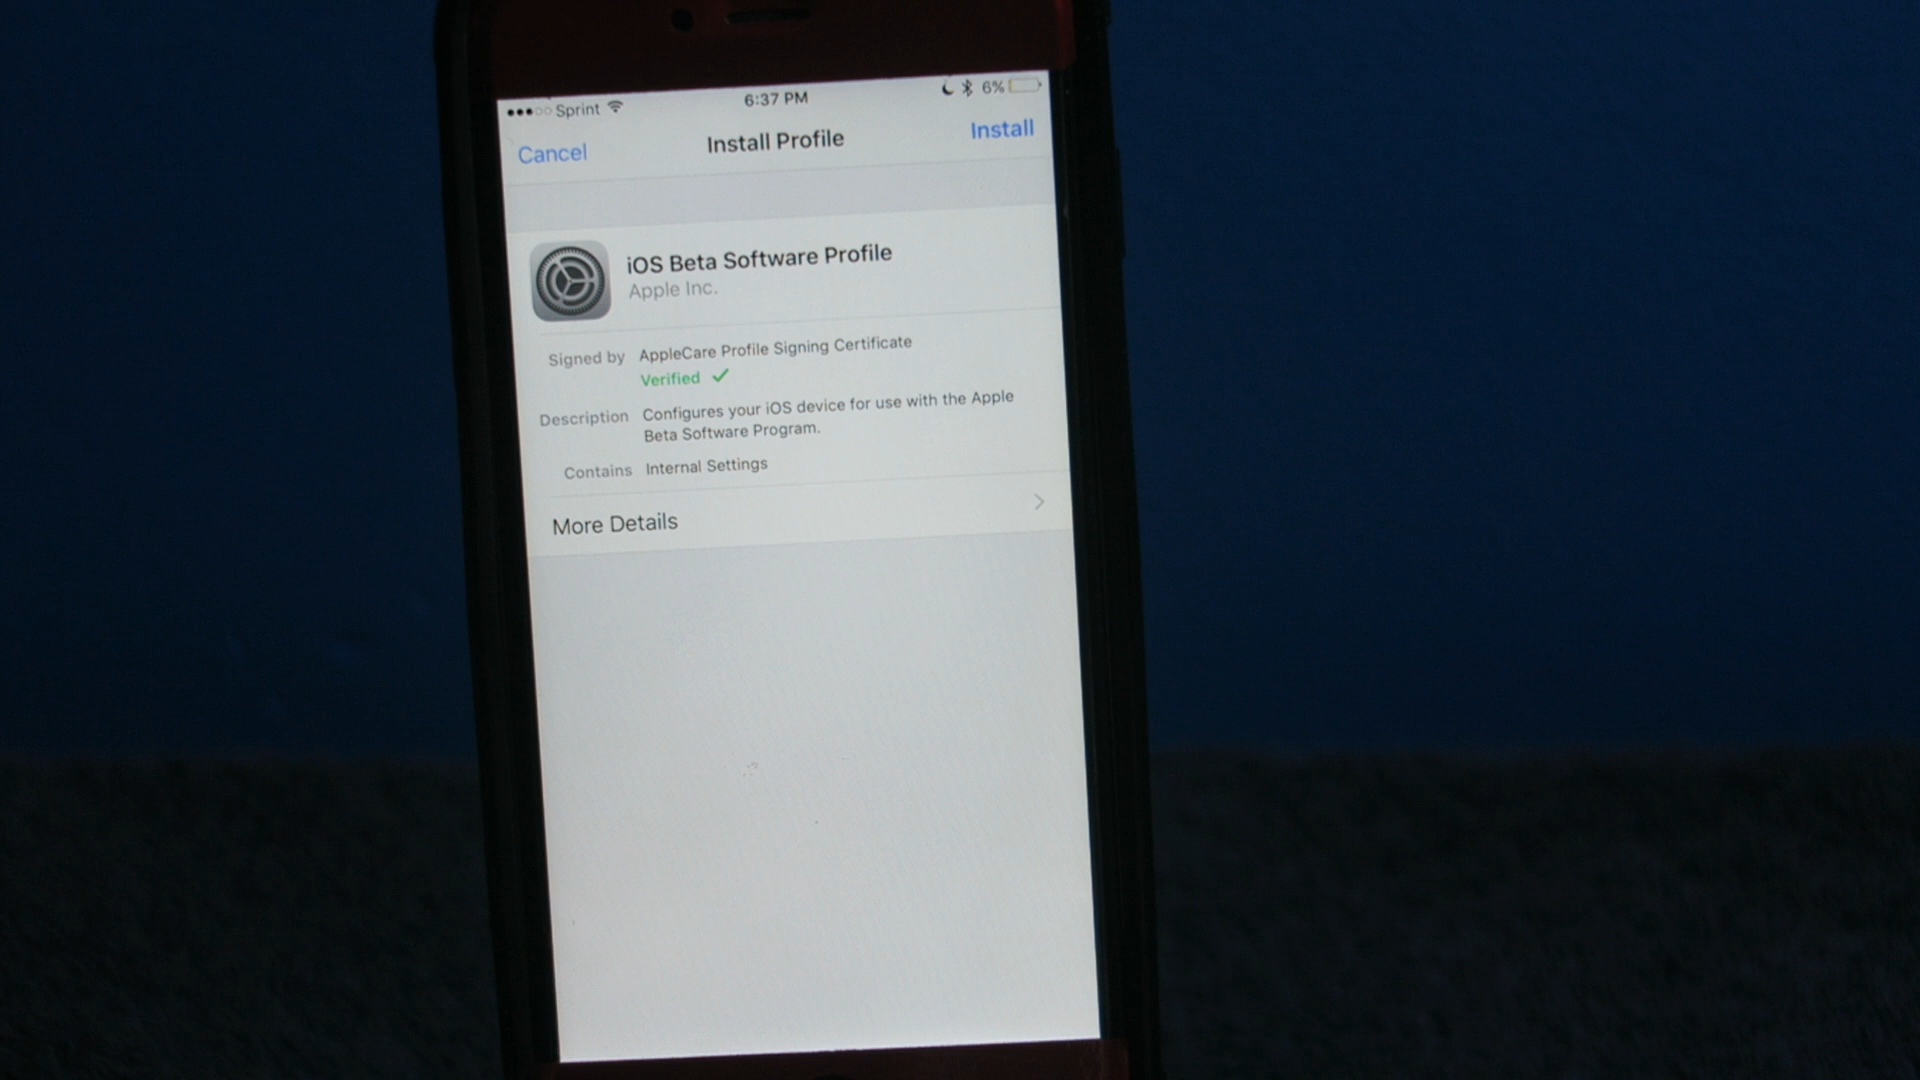 Sprint 6:37 PM 6%
Cancel Install Profile Install
iOS Beta Software Profile
Apple Inc.
Signed by AppleCare Profile Signing Certificate
Verified ✓
Description Configures your iOS device for use with the Apple
Beta Software Program.
Contains Internal Settings
More Details